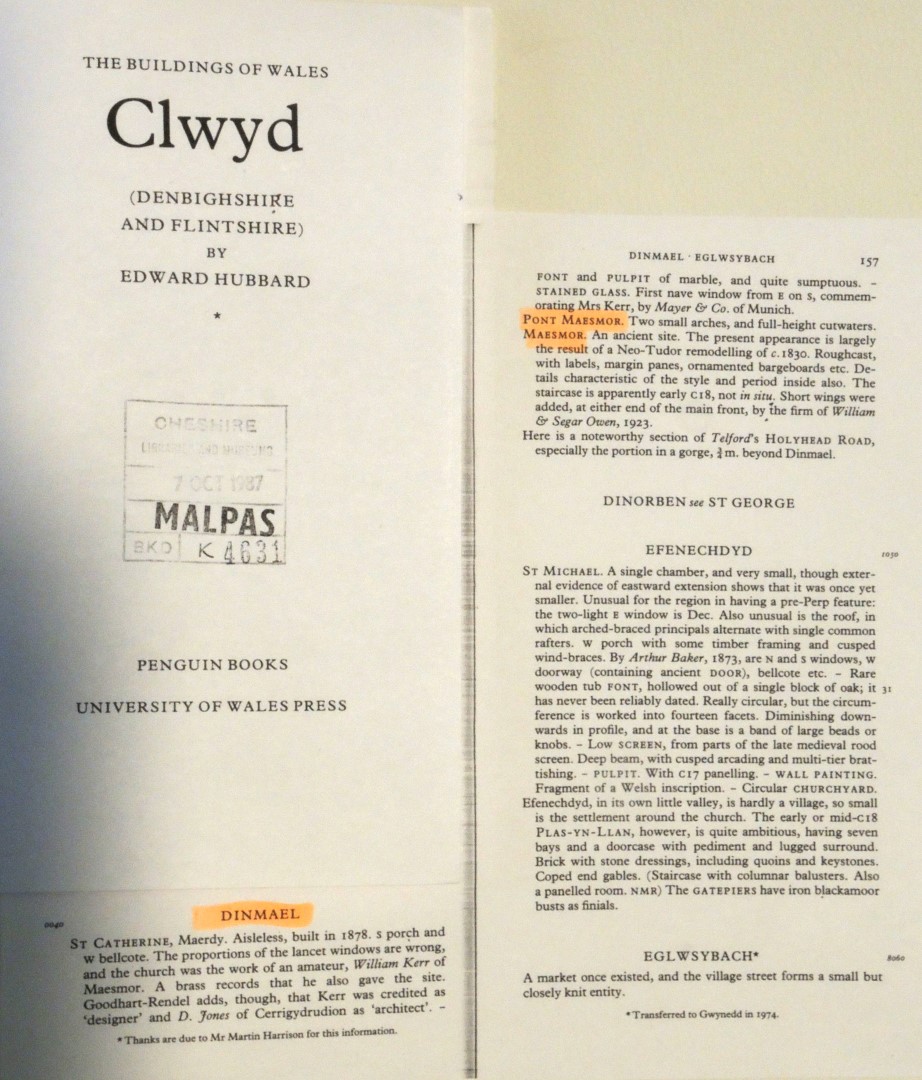 THE BUILDINGS OF WALES
Clwyd
(DENBIGHSHIRE
AND FLINTSHIRE)
BY
EDWARD HUBBARD
*
CHESHIRE
LIBRARIES AND MUSEUMS
7 OCT 1987
MALPAS
BKO K 4631
PENGUIN BOOKS
UNIVERSITY OF WALES PRESS
DINMAEL
0040
ST CATHERINE, Maerdy. Aisleless, built in 1878. S porch and
W bellcote. The proportions of the lancet windows are wrong,
and the church was the work of an amateur, William Kerr of
Maesmor. A brass records that he also gave the site.
Goodhart-Rendel adds, though, that Kerr was credited as
'designer' and D. Jones of Cerrigydrudion as 'architect'. –
* Thanks are due to Mr Martin Harrison for this information.
DINMAEL · EGLWSYBACH 157
FONT and PULPIT of marble, and quite sumptuous. –
STAINED GLASS. First nave window from E on S, commem-
orating Mrs Kerr, by Mayer & Co. of Munich.
PONT MAESMOR. Two small arches, and full-height cutwaters.
MAESMOR. An ancient site. The present appearance is largely
the result of a Neo-Tudor remodelling of c.1830. Roughcast,
with labels, margin panes, ornamented bargeboards etc. De-
tails characteristic of the style and period inside also. The
staircase is apparently early C18, not in situ. Short wings were
added, at either end of the main front, by the firm of William
& Segar Owen, 1923.
Here is a noteworthy section of Telford's HOLYHEAD ROAD,
especially the portion in a gorge, ¾ m. beyond Dinmael.
DINORBEN see ST GEORGE
EFENECHDYD
1050
ST MICHAEL. A single chamber, and very small, though exter-
nal evidence of eastward extension shows that it was once yet
smaller. Unusual for the region in having a pre-Perp feature:
the two-light E window is Dec. Also unusual is the roof, in
which arched-braced principals alternate with single common
rafters. W porch with some timber framing and cusped
wind-braces. By Arthur Baker, 1873, are N and S windows, W
doorway (containing ancient DOOR), bellcote etc. – Rare
wooden tub FONT, hollowed out of a single block of oak; it 31
has never been reliably dated. Really circular, but the circum-
ference is worked into fourteen facets. Diminishing down-
wards in profile, and at the base is a band of large beads or
knobs. – LOW SCREEN, from parts of the late medieval rood
screen. Deep beam, with cusped arcading and multi-tier brat-
tishing. – PULPIT. With C17 panelling. – WALL PAINTING.
Fragment of a Welsh inscription. – Circular CHURCHYARD.
Efenechdyd, in its own little valley, is hardly a village, so small
is the settlement around the church. The early or mid-C18
PLAS-YN-LLAN, however, is quite ambitious, having seven
bays and a doorcase with pediment and lugged surround.
Brick with stone dressings, including quoins and keystones.
Coped end gables. (Staircase with columnar balusters. Also
a panelled room. NMR) The GATEPIERS have iron blackamoor
busts as finials.
EGLWSYBACH*
8060
A market once existed, and the village street forms a small but
closely knit entity.
* Transferred to Gwynedd in 1974.